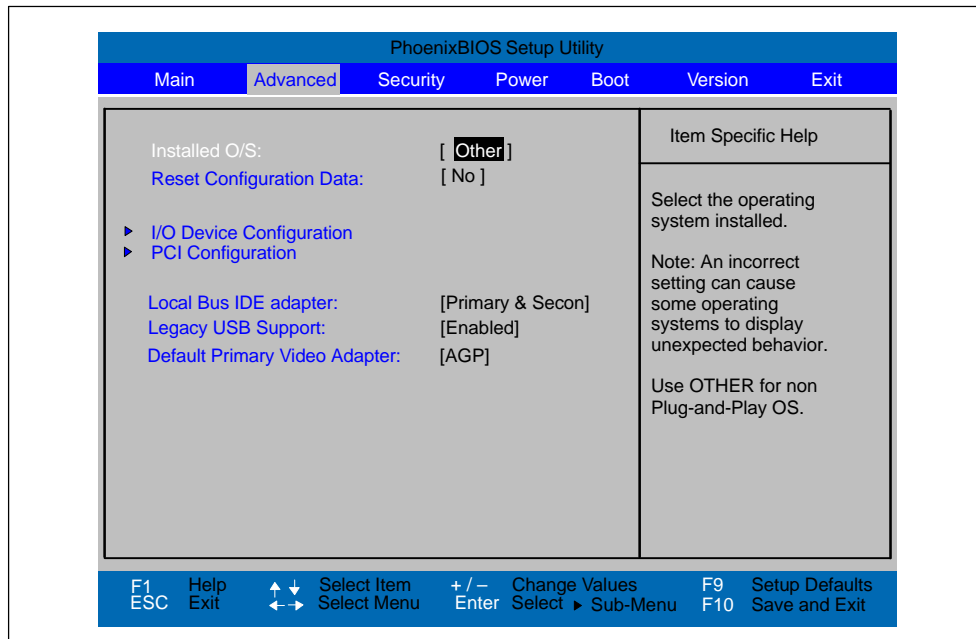 PhoenixBIOS Setup Utility
Main Advanced Security Power Boot Version Exit
Installed O/S: [ Other ]
Reset Configuration Data: [ No ]
I/O Device Configuration
PCI Configuration
Local Bus IDE adapter: [Primary & Secon]
Legacy USB Support: [Enabled]
Default Primary Video Adapter: [AGP]
Item Specific Help
Select the operating
system installed.
Note: An incorrect
setting can cause
some operating
systems to display
unexpected behavior.
Use OTHER for non
Plug-and-Play OS.
F1 Help Select Item + / – Change Values F9 Setup Defaults
ESC Exit Select Menu Enter Select Sub-Menu F10 Save and Exit